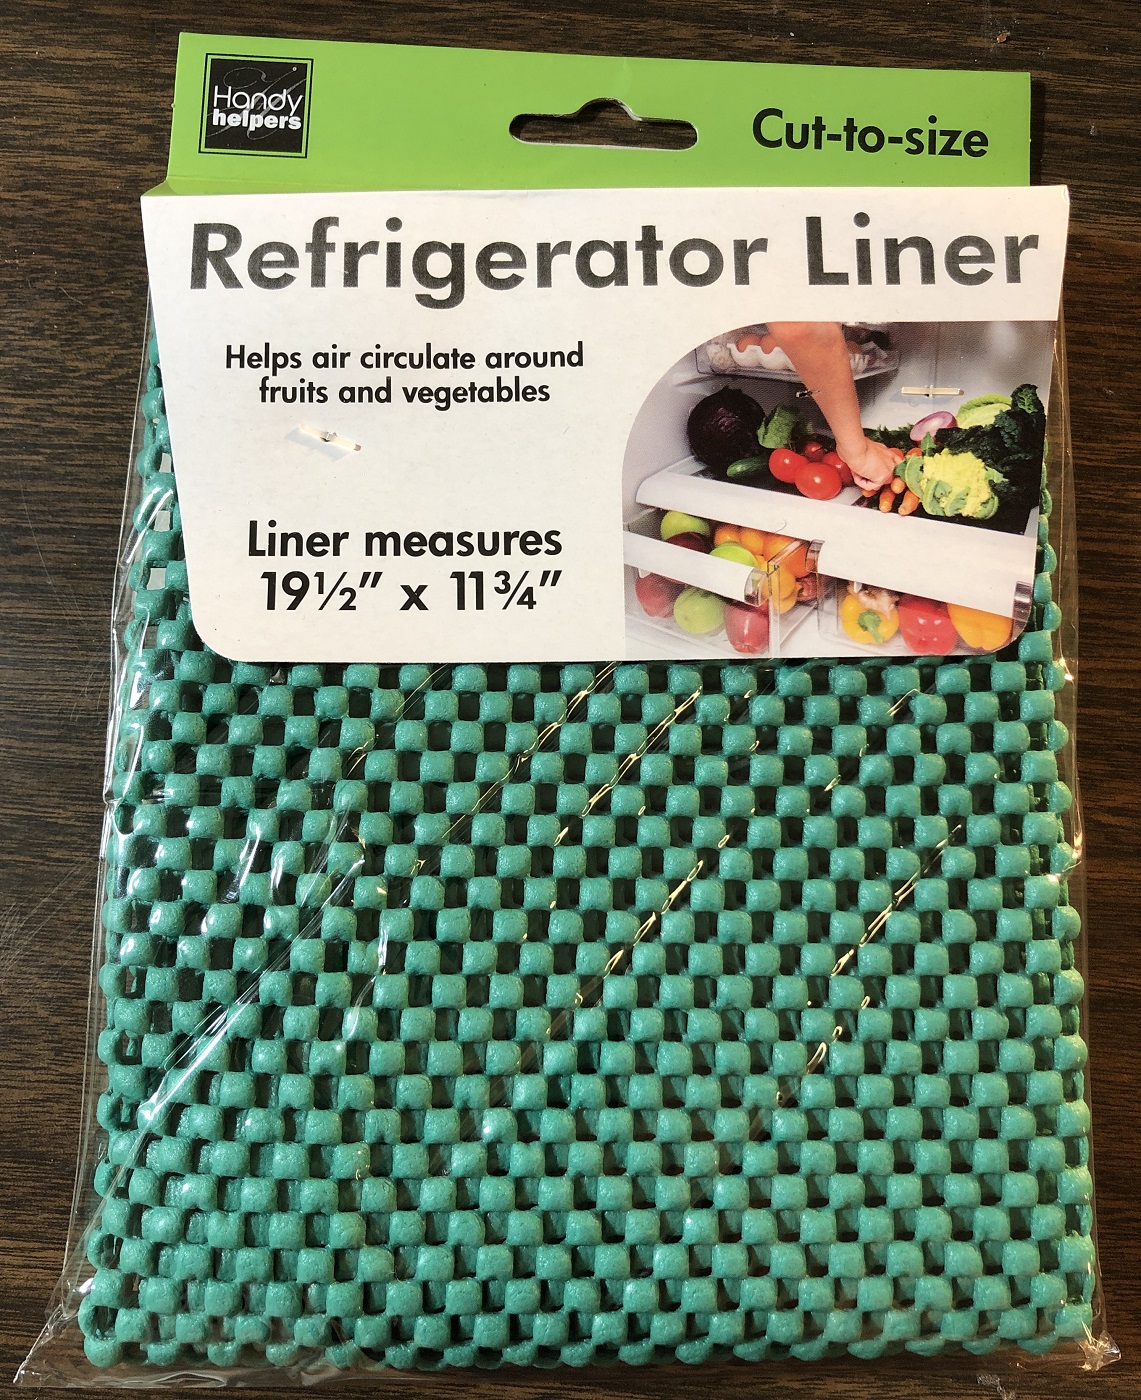 Handy
helpers
Cut-to-size
Refrigerator Liner
Helps air circulate around
fruits and vegetables
Liner measures
19½” x 11¾”